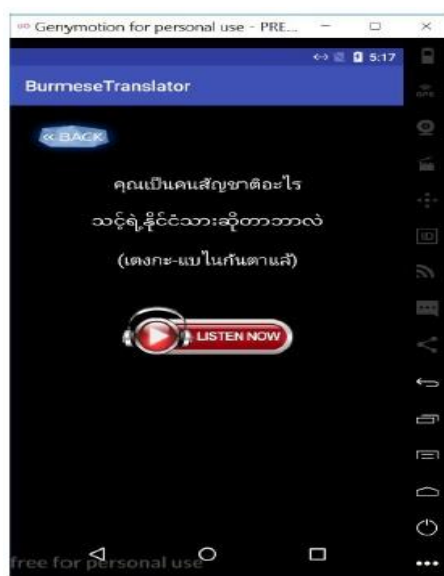 Genymotion for personal use - PRE...
5:17
BurmeseTranslator
<< BACK
คุณเป็นคนสัญชาติอะไร
သင့်ရဲ့နိုင်ငံသားဆိုတာဘာလဲ
(เตงกะ-แบไนกันตาแล้)
LISTEN NOW
free for personal use
GPS
ID